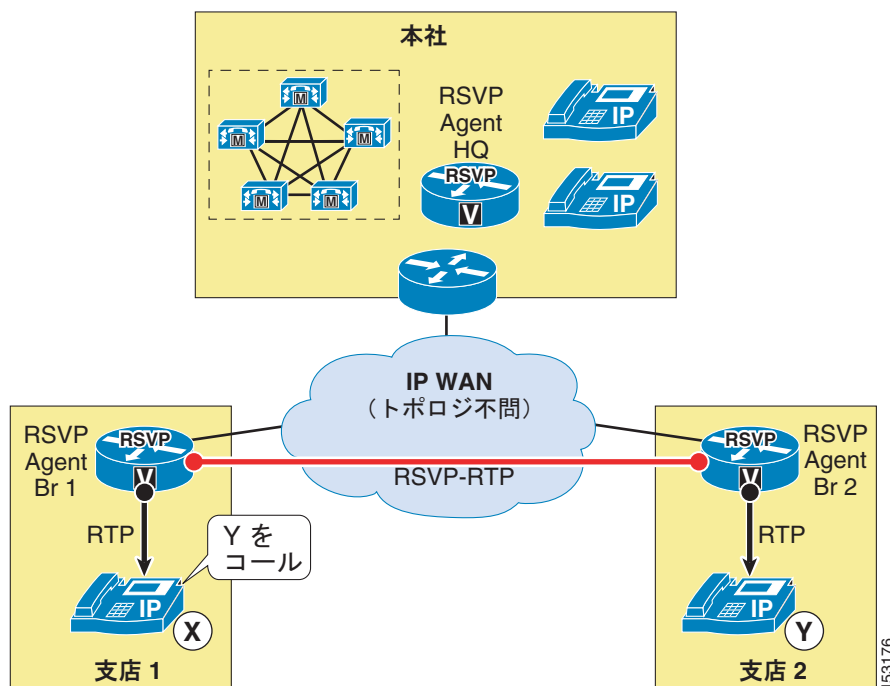 本社
M
M
M
M
M
RSVP
Agent
HQ
RSVP
V
IP
IP
IP WAN
(トポロジ不問)
RSVP
Agent
Br 1
RSVP
V
RSVP-RTP
RSVP
V
RSVP
Agent
Br 2
RTP
Y を
コール
IP
X
支店 1
RTP
IP
Y
支店 2
153176